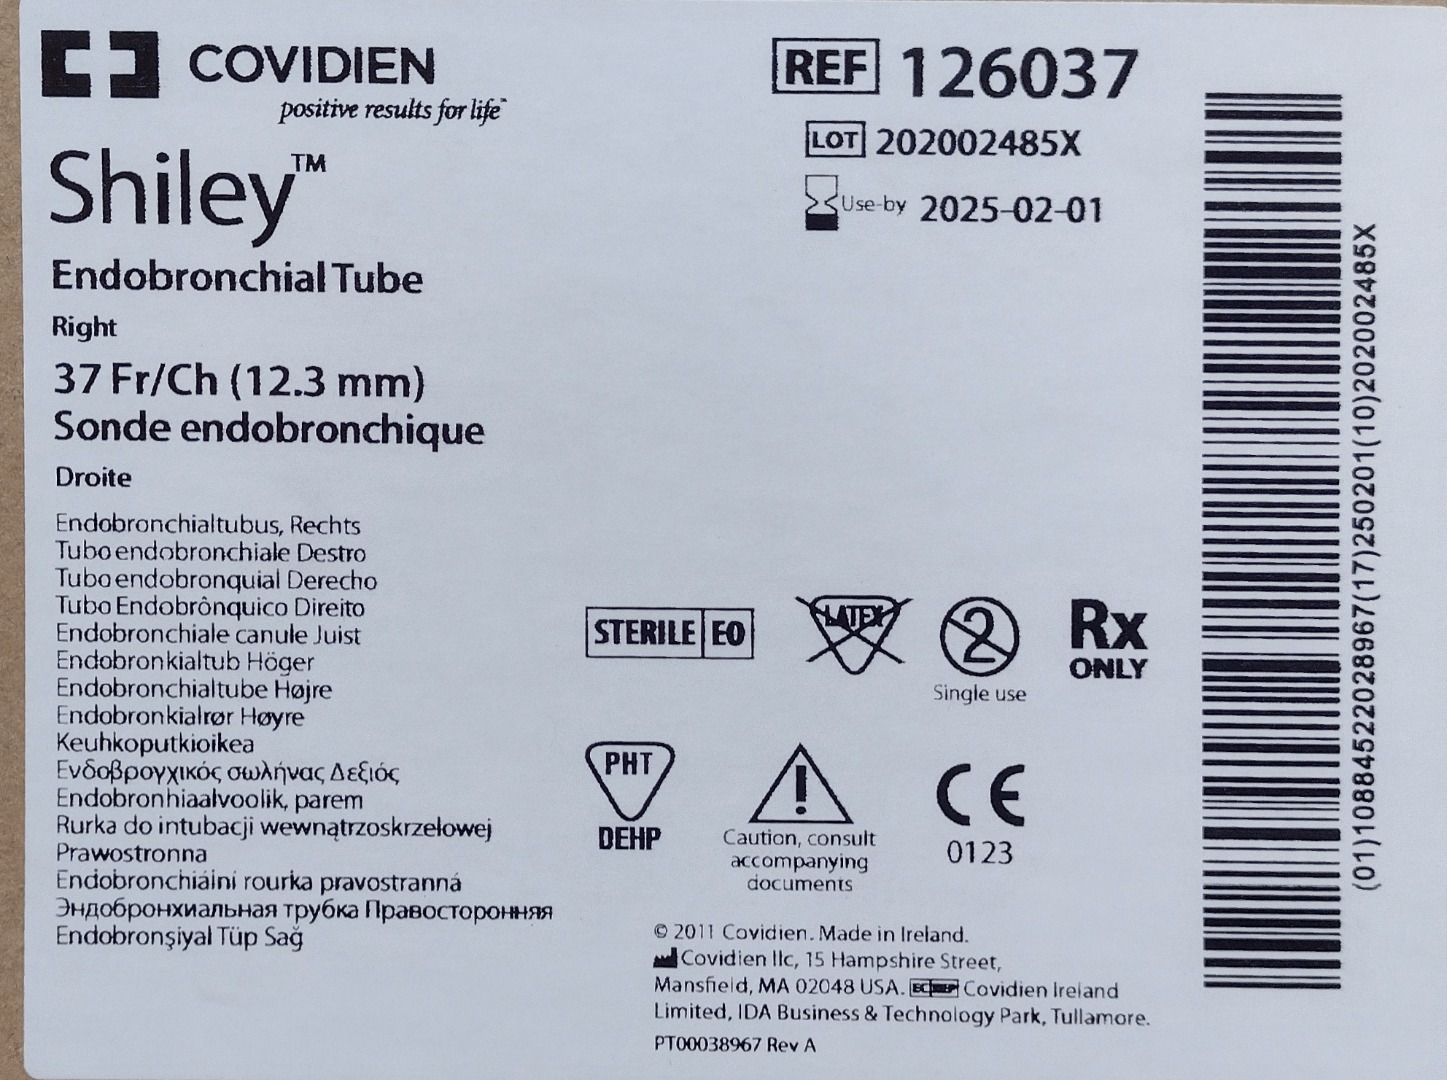 COVIDIEN
positive results for life™
Shiley™
Endobronchial Tube
Right
37 Fr/Ch (12.3 mm)
Sonde endobronchique
Droite
Endobronchialtubus, Rechts
Tubo endobronchiale Destro
Tubo endobronquial Derecho
Tubo Endobrônquico Direito
Endobronchiale canule Juist
Endobronkialtub Höger
Endobronchialtube Højre
Endobronkialrør Høyre
Keuhkoputkioikea
Ενδοβρογχικός σωλήνας Δεξιός
Endobronhiaalvoolik, parem
Rurka do intubacji wewnątrzoskrzelowej
Prawostronna
Endobronchiální rourka pravostranná
Эндобронхиальная трубка Правосторонняя
Endobronşiyal Tüp Sağ
REF 126037
LOT 202002485X
Use-by 2025-02-01
STERILE EO
LATEX
2
Single use
Rx
ONLY
PHT
DEHP
!
Caution, consult
accompanying
documents
CE
0123
© 2011 Covidien. Made in Ireland.
Covidien llc, 15 Hampshire Street,
Mansfield, MA 02048 USA. EC REP Covidien Ireland
Limited, IDA Business & Technology Park, Tullamore.
PT00038967 Rev A
(01)10884522028967(17)250201(10)202002485X